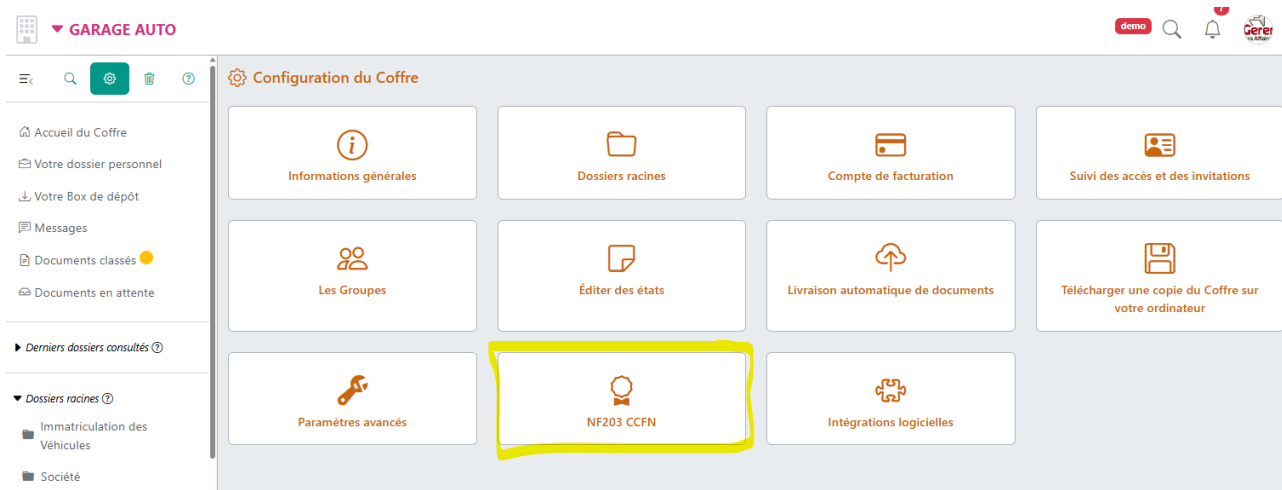 GARAGE AUTO
demo
Gerer
Configuration du Coffre
Accueil du Coffre
Votre dossier personnel
Votre Box de dépôt
Messages
Documents classés
Documents en attente
Derniers dossiers consultés ?
Dossiers racines ?
Immatriculation des
Véhicules
Société
Informations générales
Dossiers racines
Compte de facturation
Suivi des accès et des invitations
Les Groupes
Éditer des états
Livraison automatique de documents
Télécharger une copie du Coffre sur
votre ordinateur
Paramètres avancés
NF203 CCFN
Intégrations logicielles